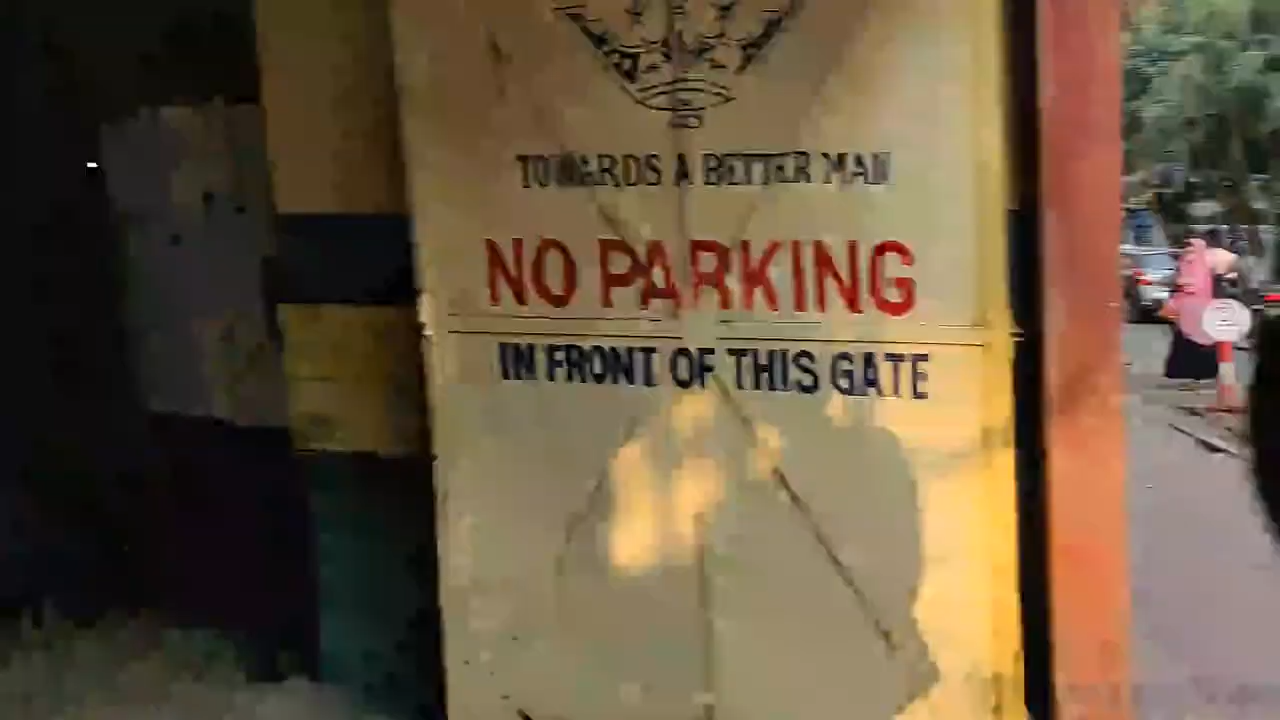 TOWARDS A BETTER MAN
NO PARKING
IN FRONT OF THIS GATE